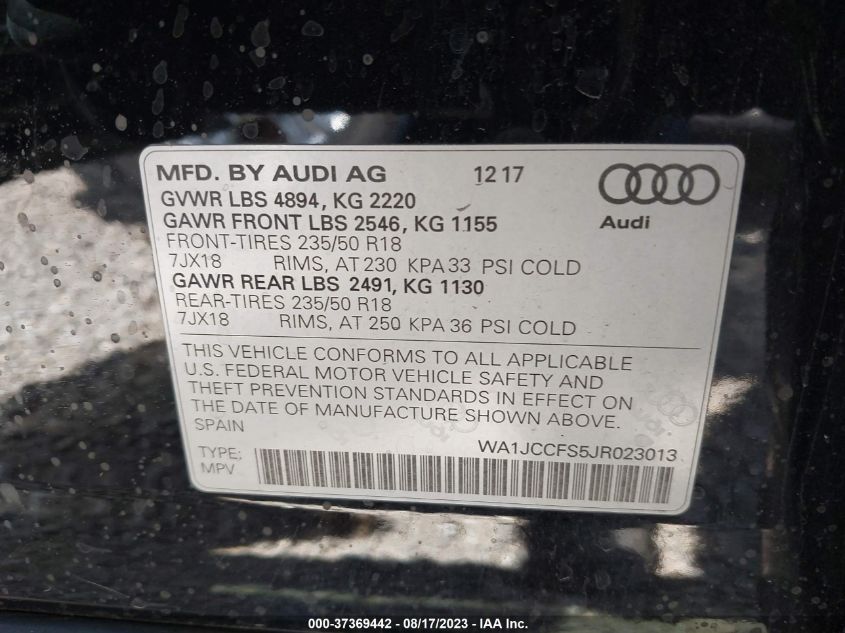 MFD. BY AUDI AG 12 17
GVWR LBS 4894, KG 2220
GAWR FRONT LBS 2546, KG 1155
Audi
FRONT-TIRES 235/50 R18
7JX18 RIMS, AT 230 KPA 33 PSI COLD
GAWR REAR LBS 2491, KG 1130
REAR-TIRES 235/50 R18
7JX18 RIMS, AT 250 KPA 36 PSI COLD
THIS VEHICLE CONFORMS TO ALL APPLICABLE
U.S. FEDERAL MOTOR VEHICLE SAFETY AND
THEFT PREVENTION STANDARDS IN EFFECT ON
THE DATE OF MANUFACTURE SHOWN ABOVE.
SPAIN
WA1JCCFS5JR023013
TYPE:
MPV
000-37369442 - 08/17/2023 - IAA Inc.